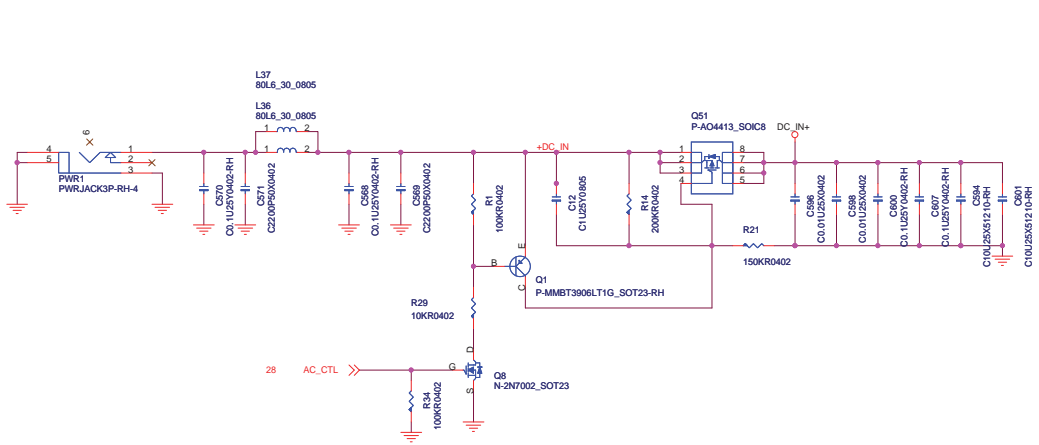 L37
80L6_30_0805
L36
80L6_30_0805
1 2
1 2
6
4
5
1
2
3
PWR1
PWRJACK3P-RH-4
C570
C0.1U25Y0402-RH
C571
C2200P50X0402
C568
C0.1U25Y0402-RH
C569
C2200P50X0402
R1
100KR0402
+DC_IN
C12
C1U25Y0805
R14
200KR0402
Q51
P-AO4413_SOIC8
1
2
3
4
8
7
6
5
DC_IN+
C596
C0.01U25X0402
C598
C0.01U25X0402
C600
C0.1U25Y0402-RH
C607
C0.1U25Y0402-RH
C594
C10U25X51210-RH
C601
C10U25X51210-RH
R21
150KR0402
E
B
C
Q1
P-MMBT3906LT1G_SOT23-RH
R29
10KR0402
28 AC_CTL
D
G
S
Q8
N-2N7002_SOT23
R34
100KR0402